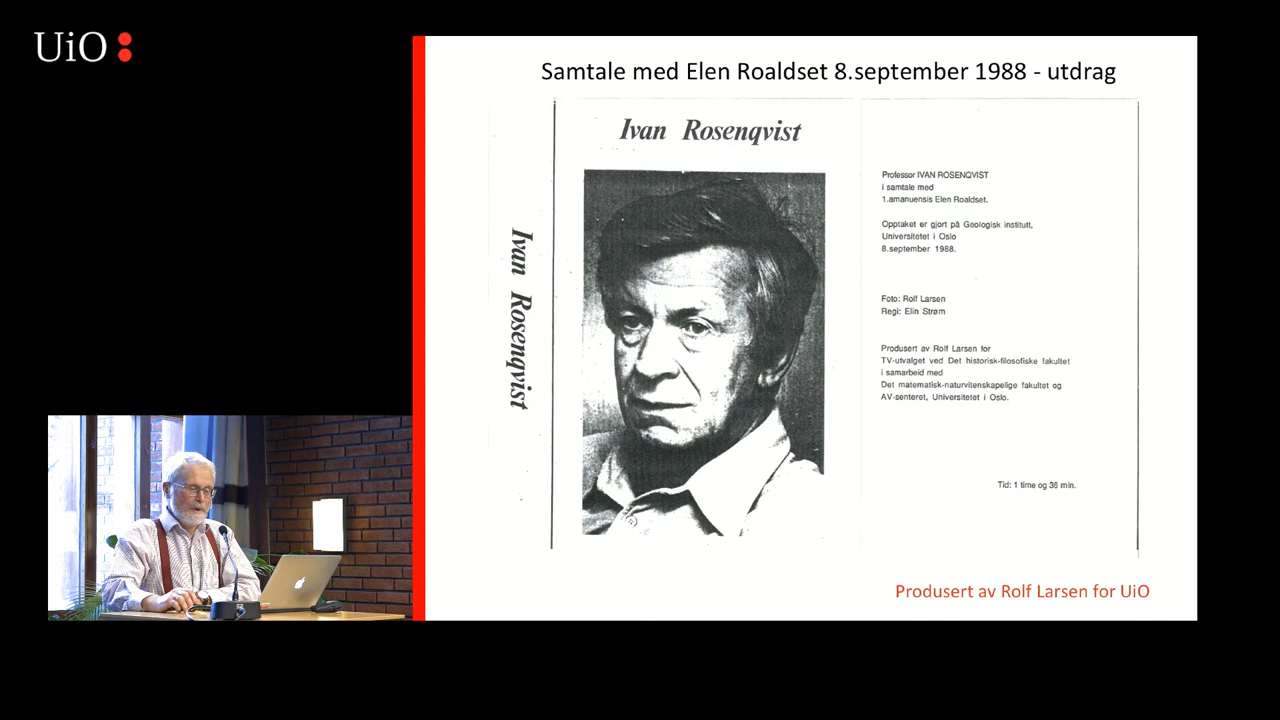 UiO
Samtale med Elen Roaldset 8.september 1988 - utdrag
Ivan Rosenqvist
Ivan Rosenqvist
Professor IVAN ROSENQVIST
i samtale med
1.amanuensis Elen Roaldset.
Opptaket er gjort på Geologisk institutt,
Universitetet i Oslo
8.september 1988.
Foto: Rolf Larsen
Regi: Elin Strøm
Produsert av Rolf Larsen for
TV-utvalget ved Det historisk-filosofiske fakultet
i samarbeid med
Det matematisk-naturvitenskapelige fakultet og
AV-senteret, Universitetet i Oslo.
Tid: 1 time og 36 min.
Produsert av Rolf Larsen for UiO